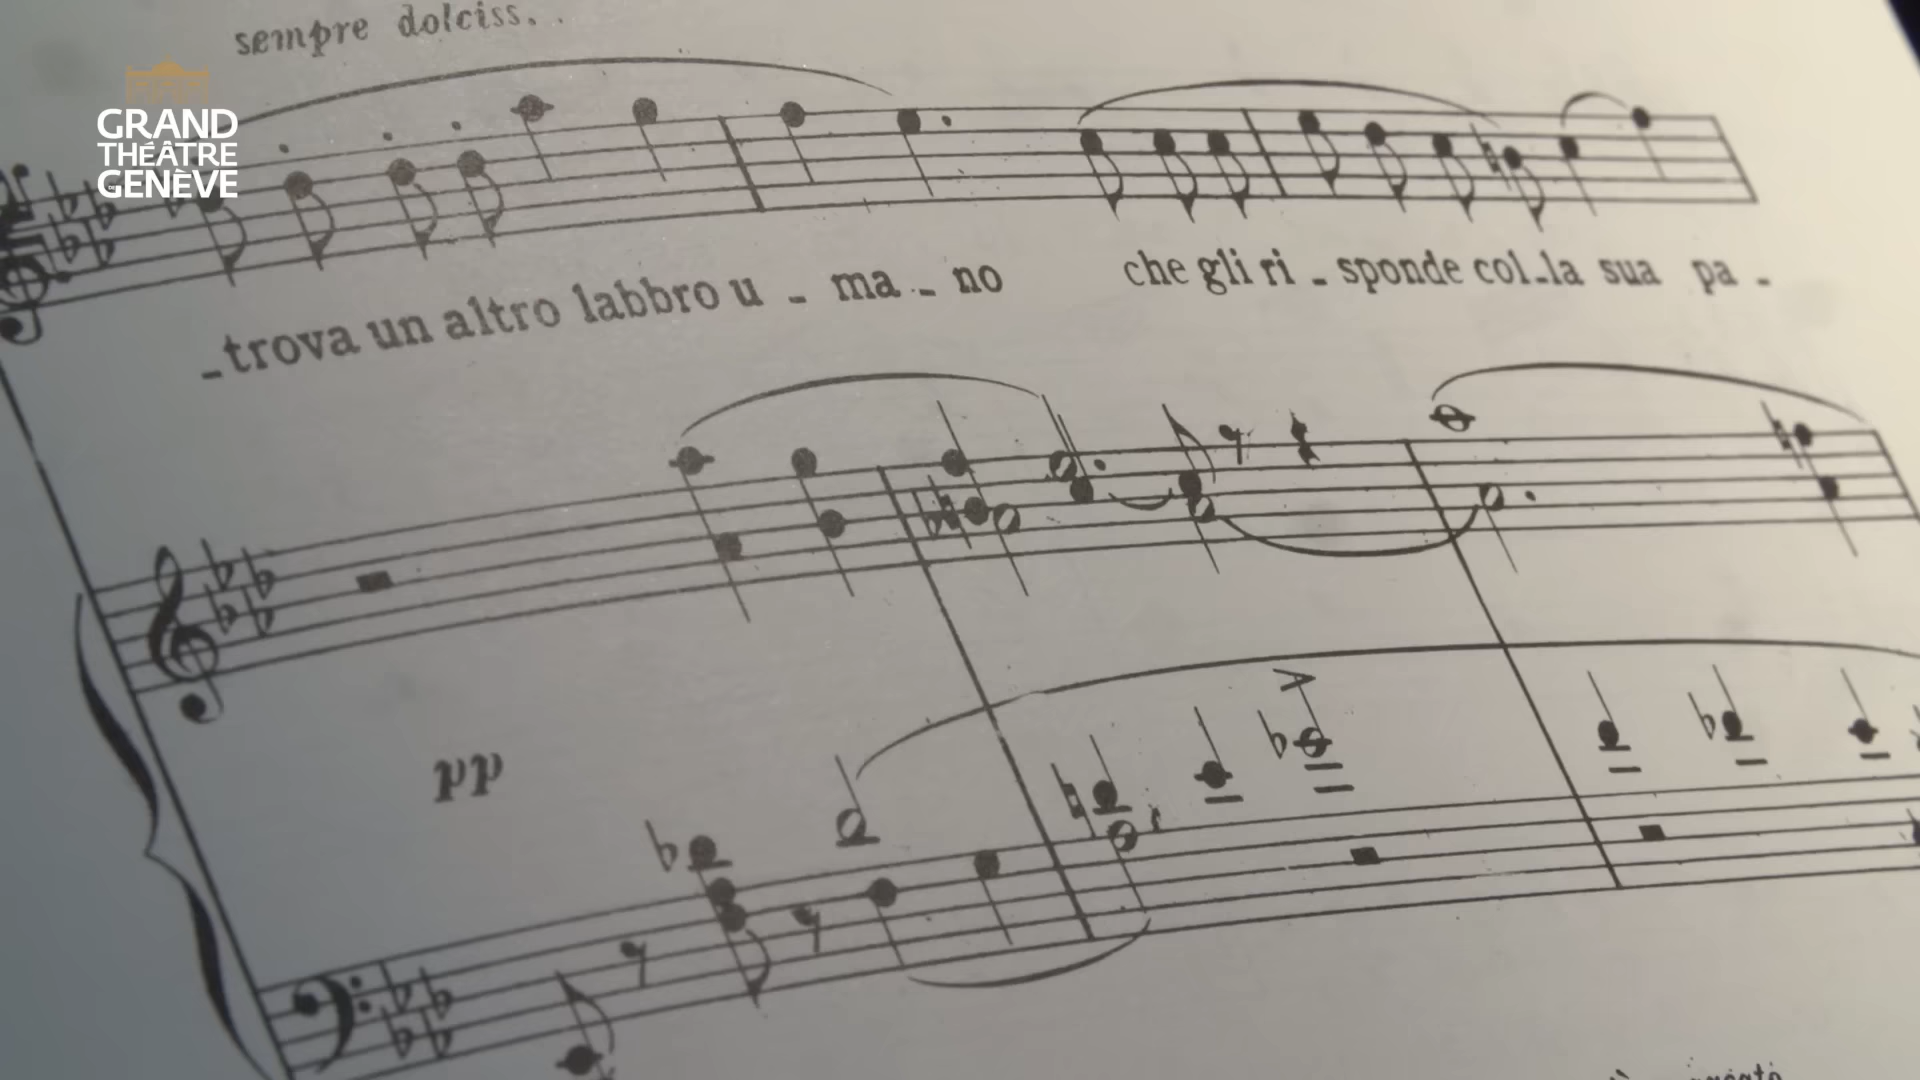 sempre dolciss..
GRAND
THÉÂTRE
GENÈVE
_trova un altro labbro u _ ma _ no che gli ri _ sponde col_la sua pa _
pp